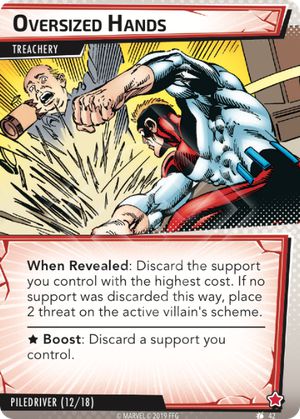 OVERSIZED HANDS
TREACHERY
When Revealed: Discard the support
you control with the highest cost. If no
support was discarded this way, place
2 threat on the active villain's scheme.
★ Boost: Discard a support you
control.
PILEDRIVER (12/18)
© MARVEL © 2019 FFG
42